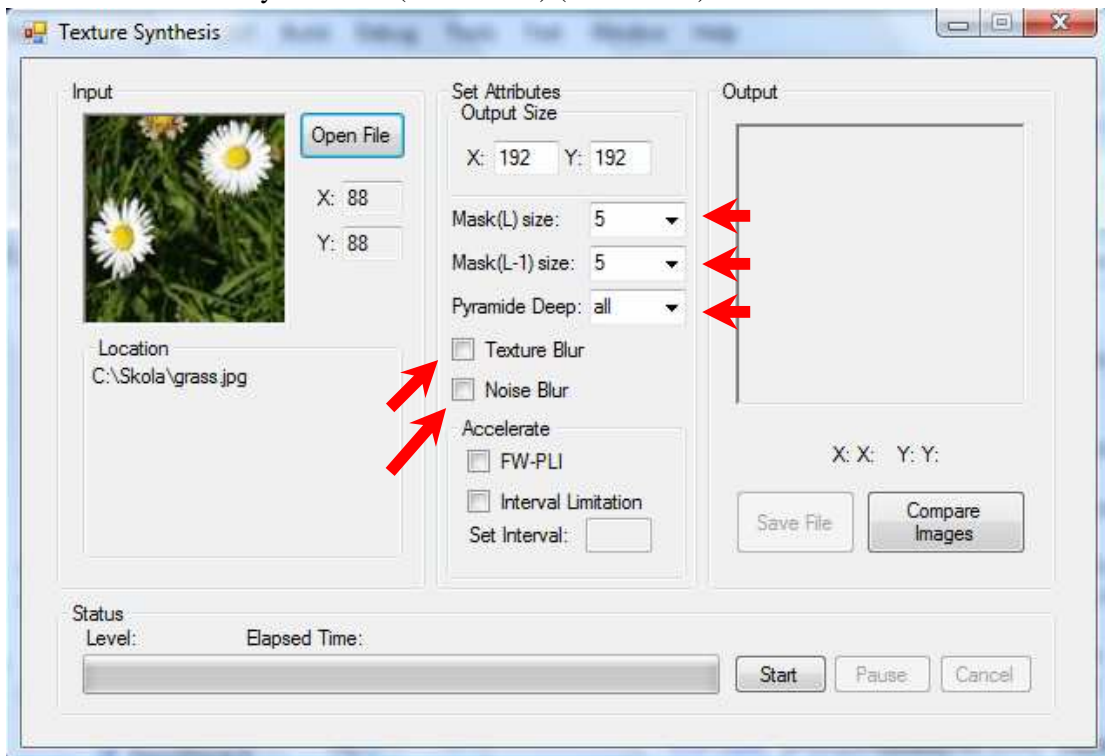 Texture Synthesis
Input
Open File
X: 88
Y: 88
Location
C:\Skola\grass.jpg
Set Attributes
Output Size
X: 192 Y: 192
Mask(L) size: 5
Mask(L-1) size: 5
Pyramide Deep: all
Texture Blur
Noise Blur
Accelerate
FW-PLI
Interval Limitation
Set Interval:
Output
X: X: Y: Y:
Save File
Compare
Images
Status
Level: Elapsed Time:
Start Pause Cancel